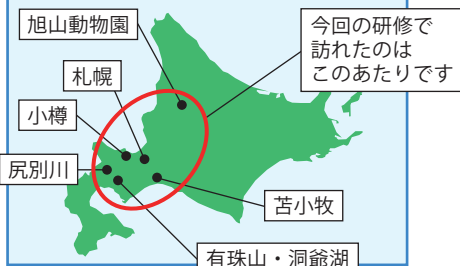 旭山動物園
今回の研修で
訪れたのは
このあたりです
札幌
小樽
尻別川
苫小牧
有珠山・洞爺湖